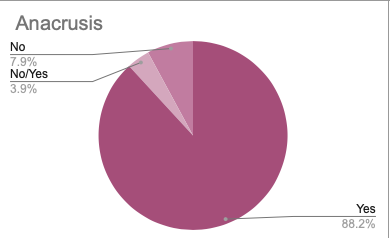 Anacrusis
No
7.9%
No/Yes
3.9%
Yes
88.2%